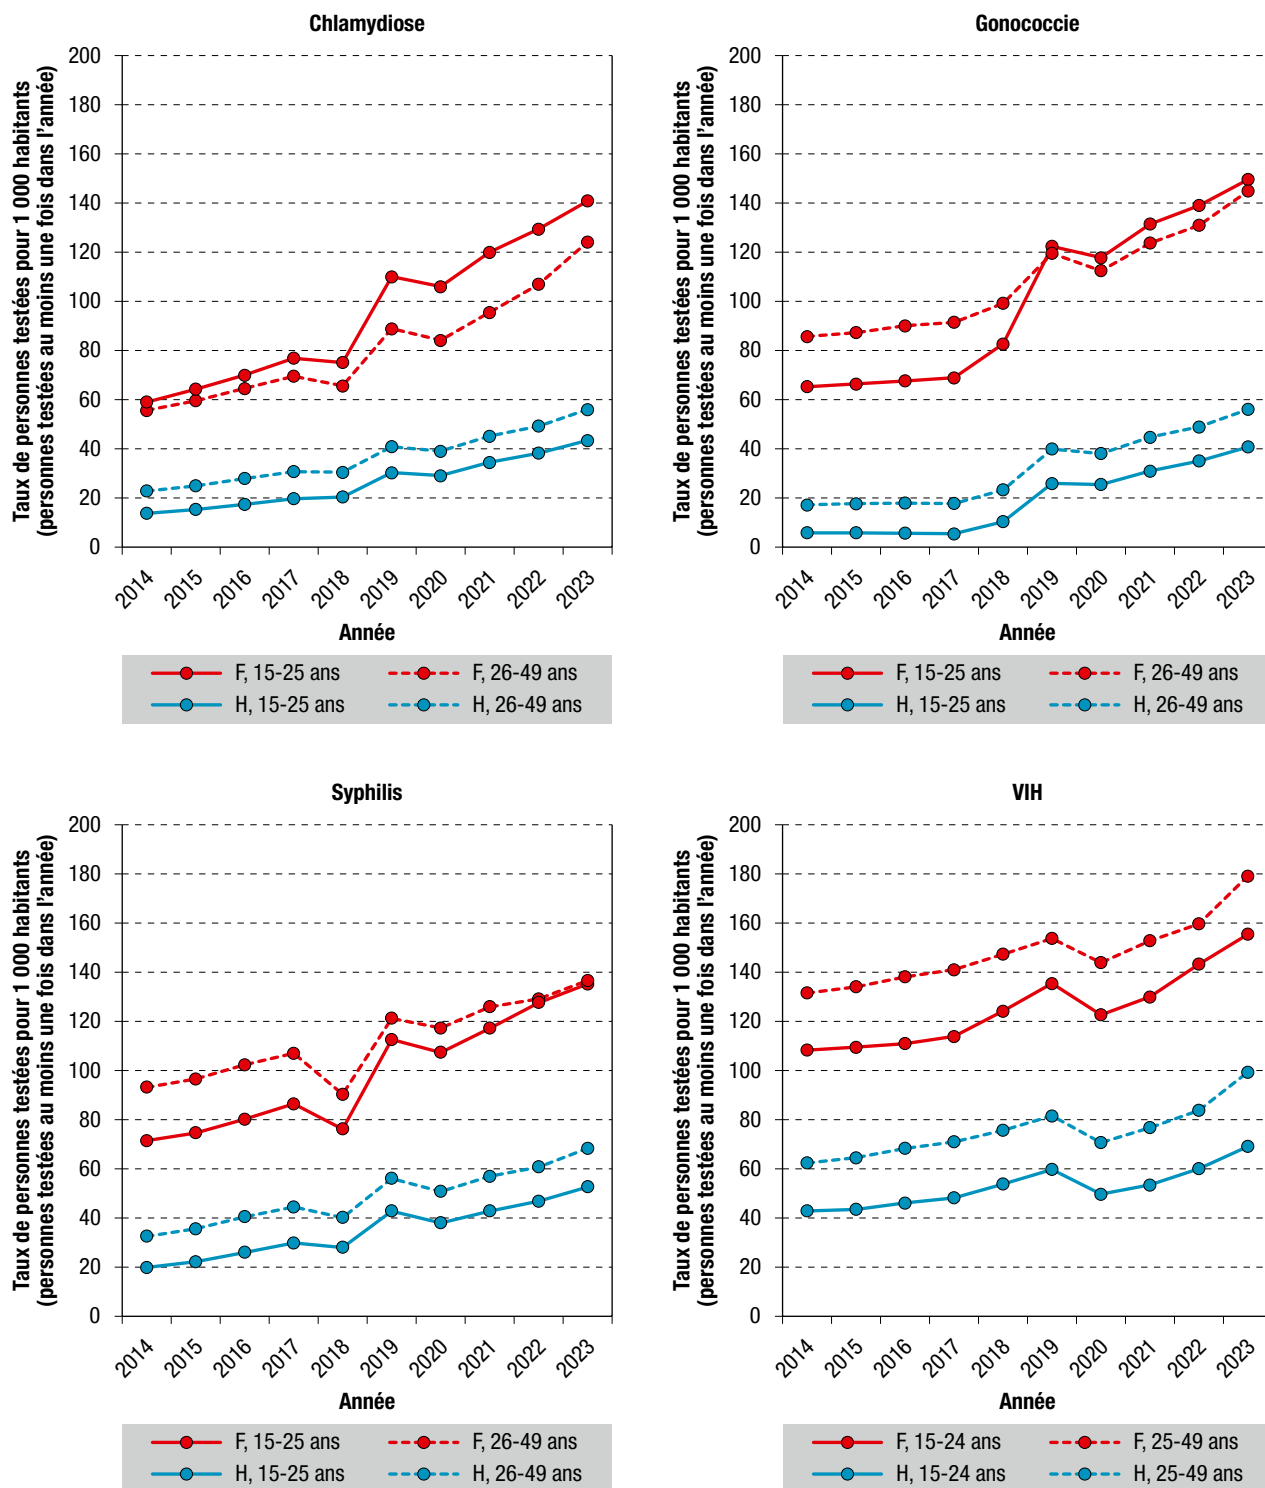 Chlamydiose
Taux de personnes testées pour 1 000 habitants
(personnes testées au moins une fois dans l'année)
200
180
160
140
120
100
80
60
40
20
0
2014
2015
2016
2017
2018
2019
2020
2021
2022
2023
Année
F, 15-25 ans
F, 26-49 ans
H, 15-25 ans
H, 26-49 ans
Gonococcie
Taux de personnes testées pour 1 000 habitants
(personnes testées au moins une fois dans l'année)
200
180
160
140
120
100
80
60
40
20
0
2014
2015
2016
2017
2018
2019
2020
2021
2022
2023
Année
F, 15-25 ans
F, 26-49 ans
H, 15-25 ans
H, 26-49 ans
Syphilis
Taux de personnes testées pour 1 000 habitants
(personnes testées au moins une fois dans l'année)
200
180
160
140
120
100
80
60
40
20
0
2014
2015
2016
2017
2018
2019
2020
2021
2022
2023
Année
F, 15-25 ans
F, 26-49 ans
H, 15-25 ans
H, 26-49 ans
VIH
Taux de personnes testées pour 1 000 habitants
(personnes testées au moins une fois dans l'année)
200
180
160
140
120
100
80
60
40
20
0
2014
2015
2016
2017
2018
2019
2020
2021
2022
2023
Année
F, 15-24 ans
F, 25-49 ans
H, 15-24 ans
H, 25-49 ans